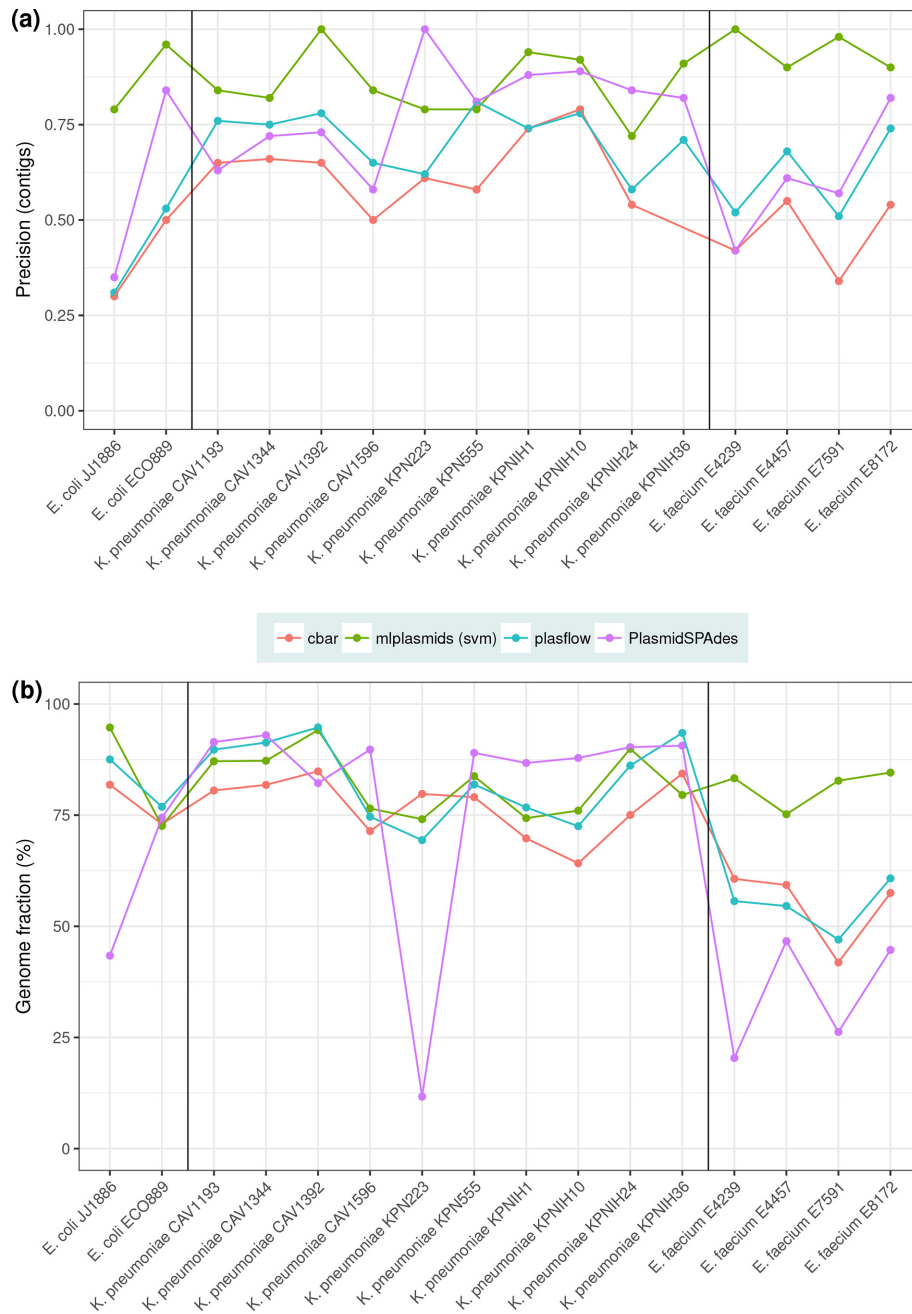 (a)
Precision (contigs)
1.00
0.75
0.50
0.25
0.00
E. coli JJ1886
E. coli ECO889
K. pneumoniae CAV1193
K. pneumoniae CAV1344
K. pneumoniae CAV1392
K. pneumoniae CAV1596
K. pneumoniae KPN223
K. pneumoniae KPN555
K. pneumoniae KPNIH1
K. pneumoniae KPNIH10
K. pneumoniae KPNIH24
K. pneumoniae KPNIH36
E. faecium E4239
E. faecium E4457
E. faecium E7591
E. faecium E8172
cbar mlplasmids (svm) plasflow PlasmidSPAdes
(b)
Genome fraction (%)
100
75
50
25
0
E. coli JJ1886
E. coli ECO889
K. pneumoniae CAV1193
K. pneumoniae CAV1344
K. pneumoniae CAV1392
K. pneumoniae CAV1596
K. pneumoniae KPN223
K. pneumoniae KPN555
K. pneumoniae KPNIH1
K. pneumoniae KPNIH10
K. pneumoniae KPNIH24
K. pneumoniae KPNIH36
E. faecium E4239
E. faecium E4457
E. faecium E7591
E. faecium E8172